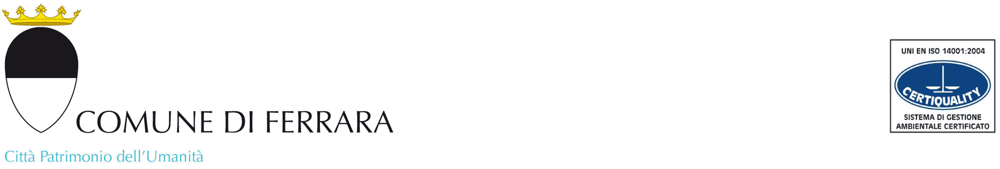 COMUNE DI FERRARA
Città Patrimonio dell'Umanità
UNI EN ISO 14001:2004
CERTIQUALITY
SISTEMA DI GESTIONE
AMBIENTALE CERTIFICATO